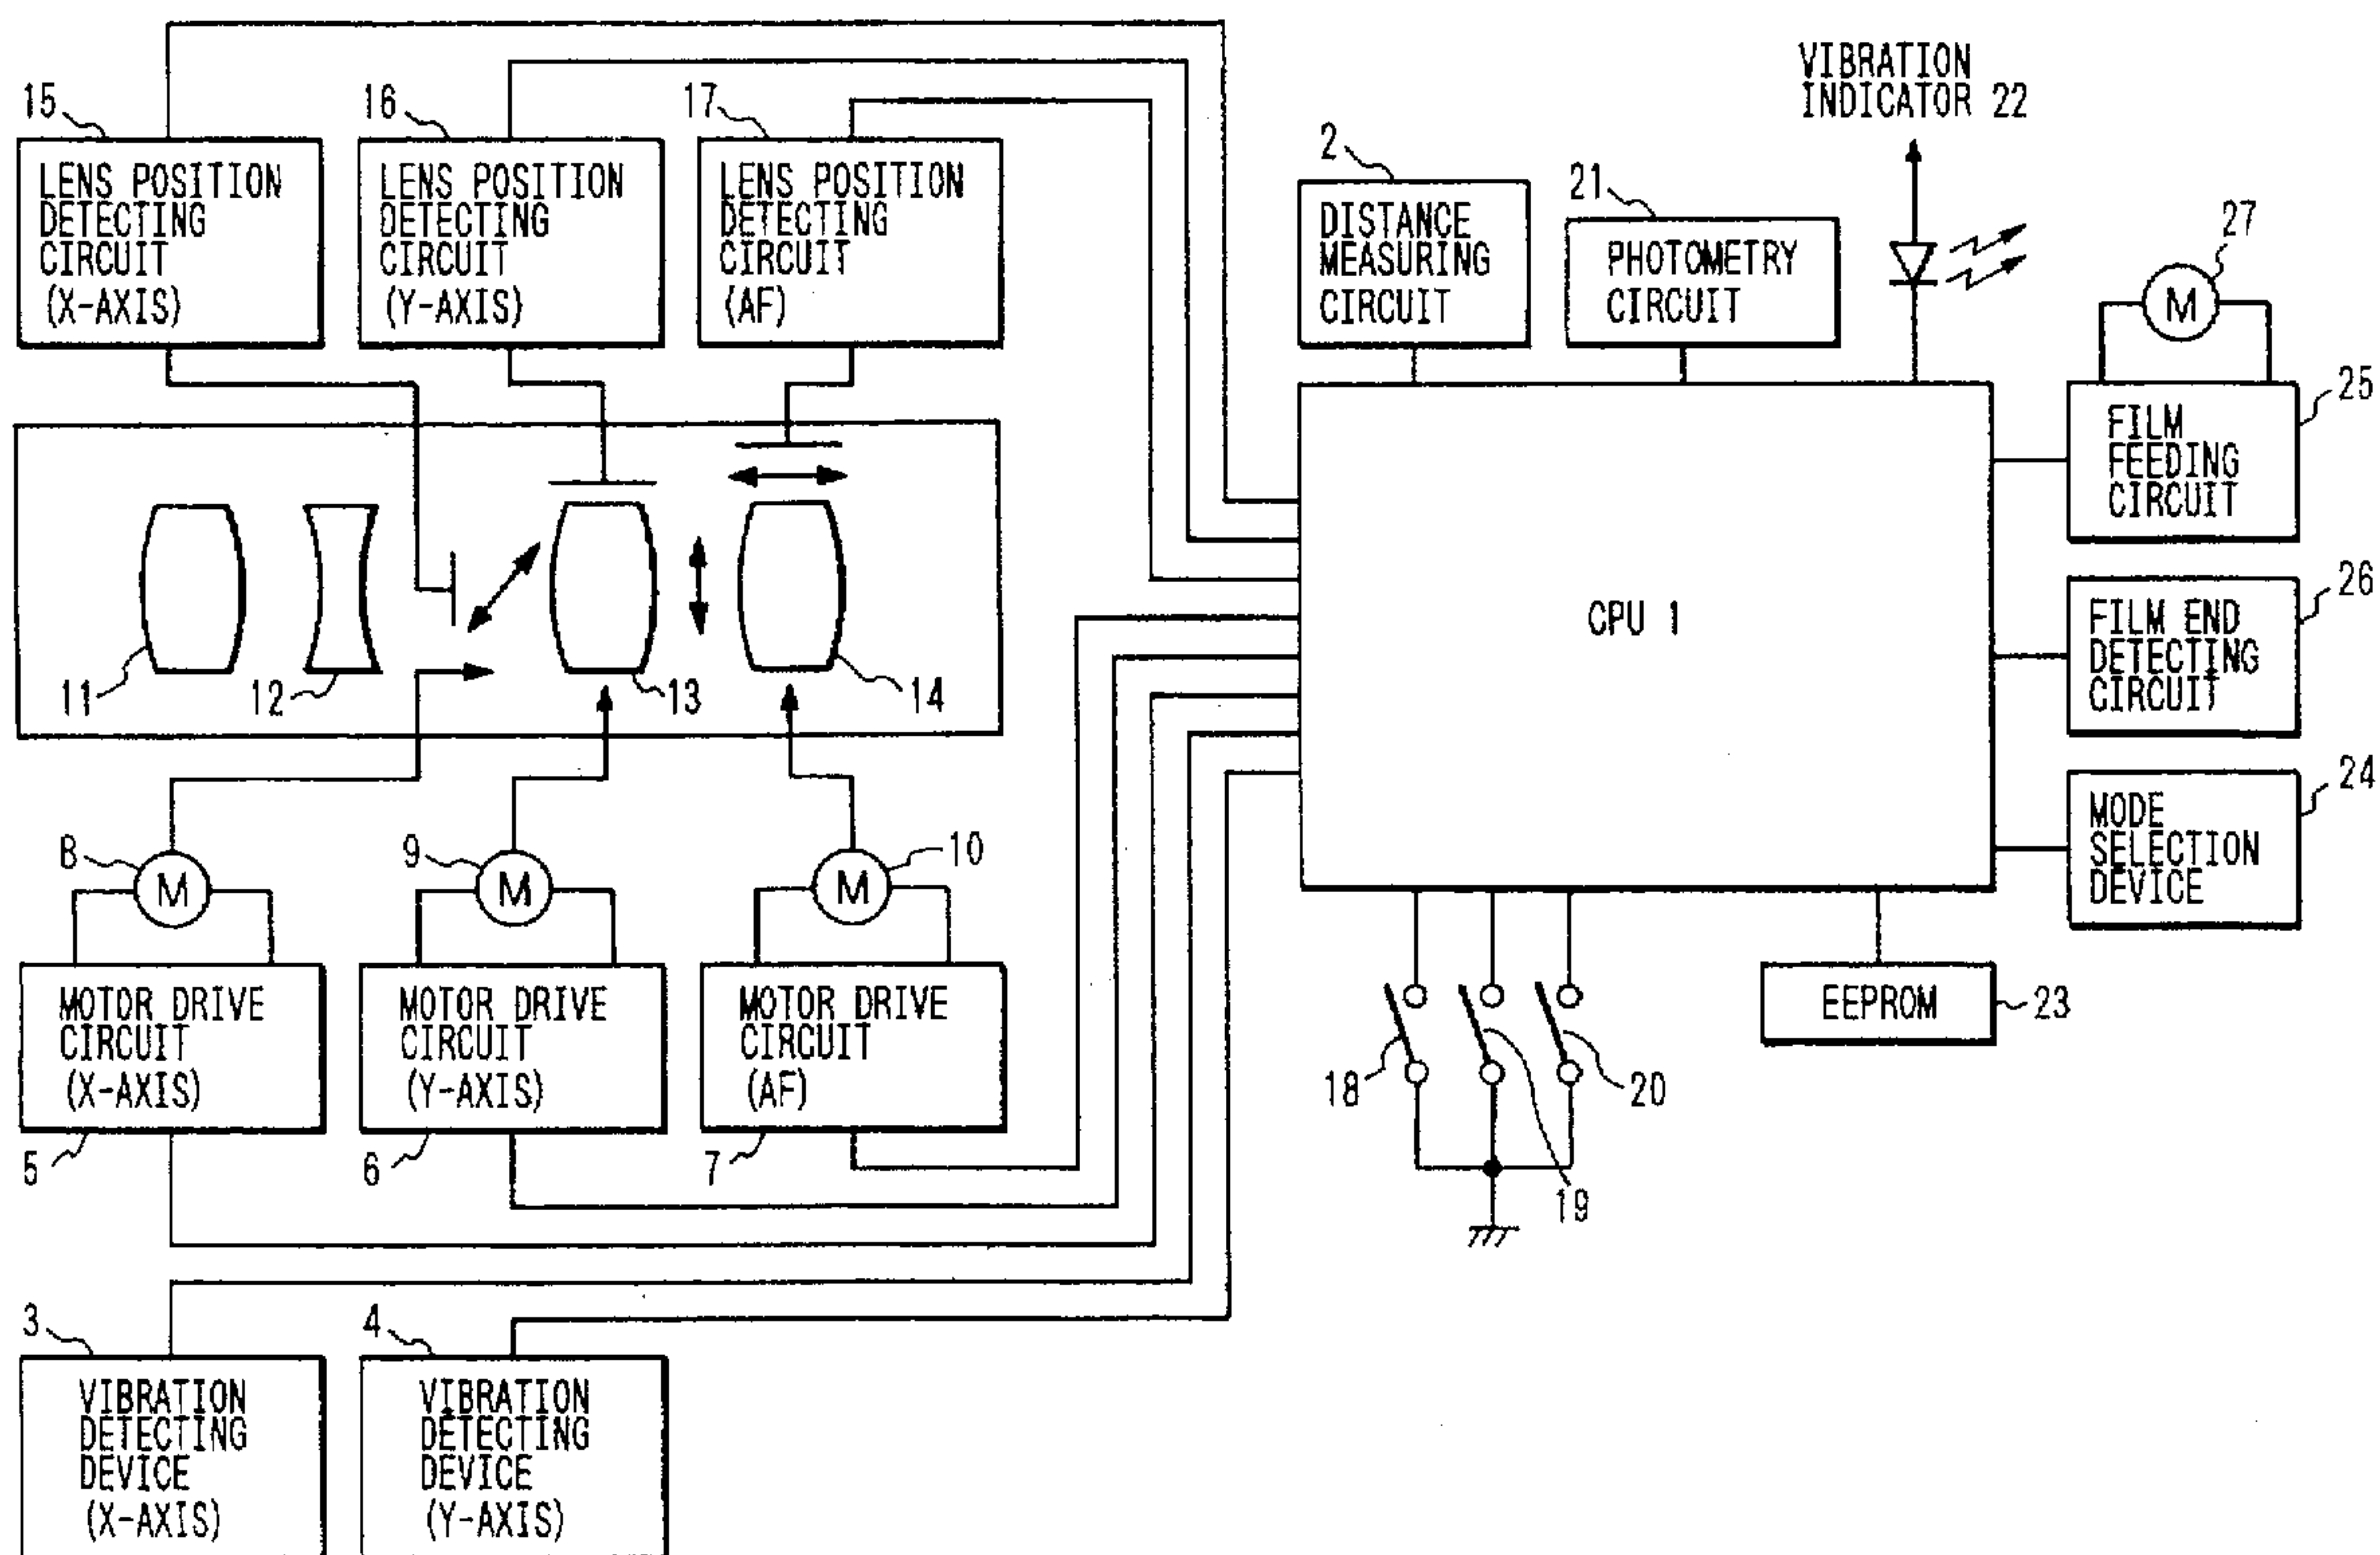 15
16
17
LENS POSITION
DETECTING
CIRCUIT
(X-AXIS)
LENS POSITION
DETECTING
CIRCUIT
(Y-AXIS)
LENS POSITION
DETECTING
CIRCUIT
(AF)
2
DISTANCE
MEASURING
CIRCUIT
21
PHOTOMETRY
CIRCUIT
VIBRATION
INDICATOR 22
27
M
25
FILM
FEEDING
CIRCUIT
26
FILM END
DETECTING
CIRCUIT
24
MODE
SELECTION
DEVICE
CPU 1
11
12
13
14
8
M
9
M
10
M
MOTOR DRIVE
CIRCUIT
(X-AXIS)
MOTOR DRIVE
CIRCUIT
(Y-AXIS)
MOTOR DRIVE
CIRCUIT
(AF)
5
6
7
18
19
20
EEPROM
23
3
4
VIBRATION
DETECTING
DEVICE
(X-AXIS)
VIBRATION
DETECTING
DEVICE
(Y-AXIS)